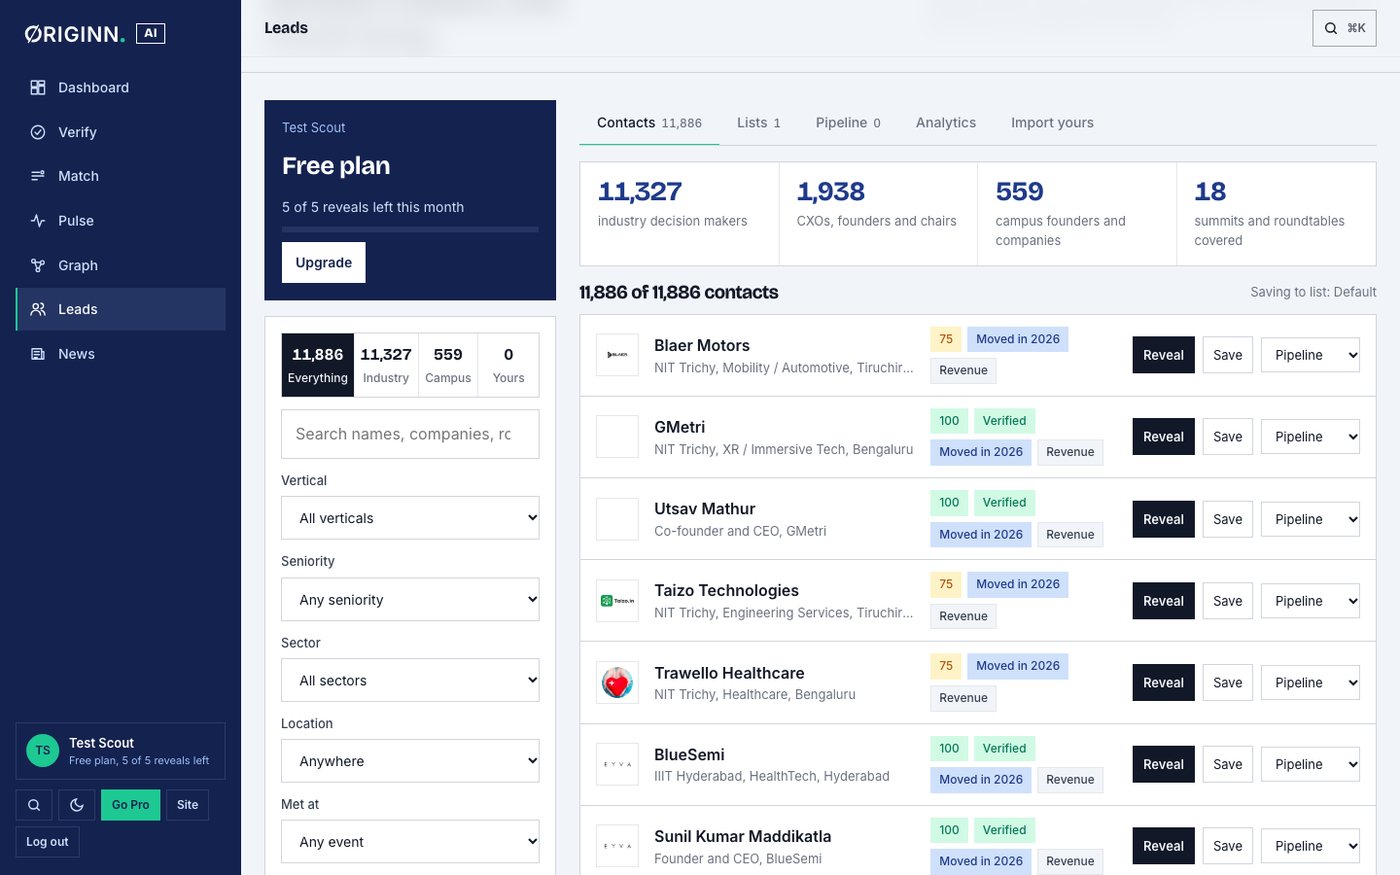 ØRIGINN. AI
Dashboard
Verify
Match
Pulse
Graph
Leads
News
Test Scout
Free plan, 5 of 5 reveals left
TS
Go Pro
Site
Log out
Leads
⌘K
Test Scout
Free plan
5 of 5 reveals left this month
Upgrade
11,886 11,327 559 0
Everything Industry Campus Yours
Search names, companies, rc
Vertical
All verticals
Seniority
Any seniority
Sector
All sectors
Location
Anywhere
Met at
Any event
Contacts 11,886 Lists 1 Pipeline 0 Analytics Import yours
11,327
industry decision makers
1,938
CXOs, founders and chairs
559
campus founders and
companies
18
summits and roundtables
covered
11,886 of 11,886 contacts
Saving to list: Default
BLAER
Blaer Motors
NIT Trichy, Mobility / Automotive, Tiruchir...
75 Moved in 2026
Revenue
Reveal Save Pipeline
GMetri
NIT Trichy, XR / Immersive Tech, Bengaluru
100 Verified
Moved in 2026 Revenue
Reveal Save Pipeline
Utsav Mathur
Co-founder and CEO, GMetri
100 Verified
Moved in 2026 Revenue
Reveal Save Pipeline
Taizo.in
Taizo Technologies
NIT Trichy, Engineering Services, Tiruchir...
75 Moved in 2026
Revenue
Reveal Save Pipeline
Trawello Healthcare
NIT Trichy, Healthcare, Bengaluru
75 Moved in 2026
Revenue
Reveal Save Pipeline
EYVA
BlueSemi
IIIT Hyderabad, HealthTech, Hyderabad
100 Verified
Moved in 2026 Revenue
Reveal Save Pipeline
EYVA
Sunil Kumar Maddikatla
Founder and CEO, BlueSemi
100 Verified
Moved in 2026 Revenue
Reveal Save Pipeline